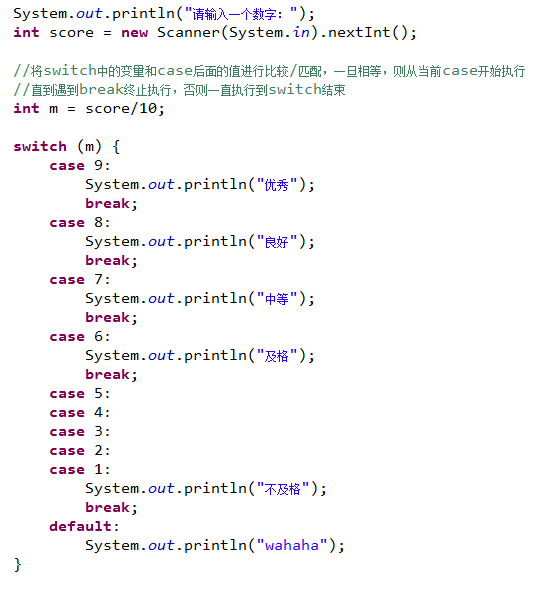 System.out.println("请输入一个数字：");
int score = new Scanner(System.in).nextInt();
//将switch中的变量和case后面的值进行比较/匹配，一旦相等，则从当前case开始执行
//直到遇到break终止执行，否则一直执行到switch结束
int m = score/10;
switch (m) {
case 9:
System.out.println("优秀");
break;
case 8:
System.out.println("良好");
break;
case 7:
System.out.println("中等");
break;
case 6:
System.out.println("及格");
break;
case 5:
case 4:
case 3:
case 2:
case 1:
System.out.println("不及格");
break;
default:
System.out.println("wahaha");
}